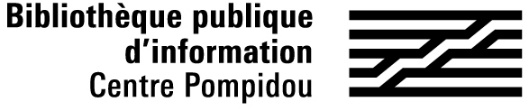 Bibliothèque publique
d’information
Centre Pompidou